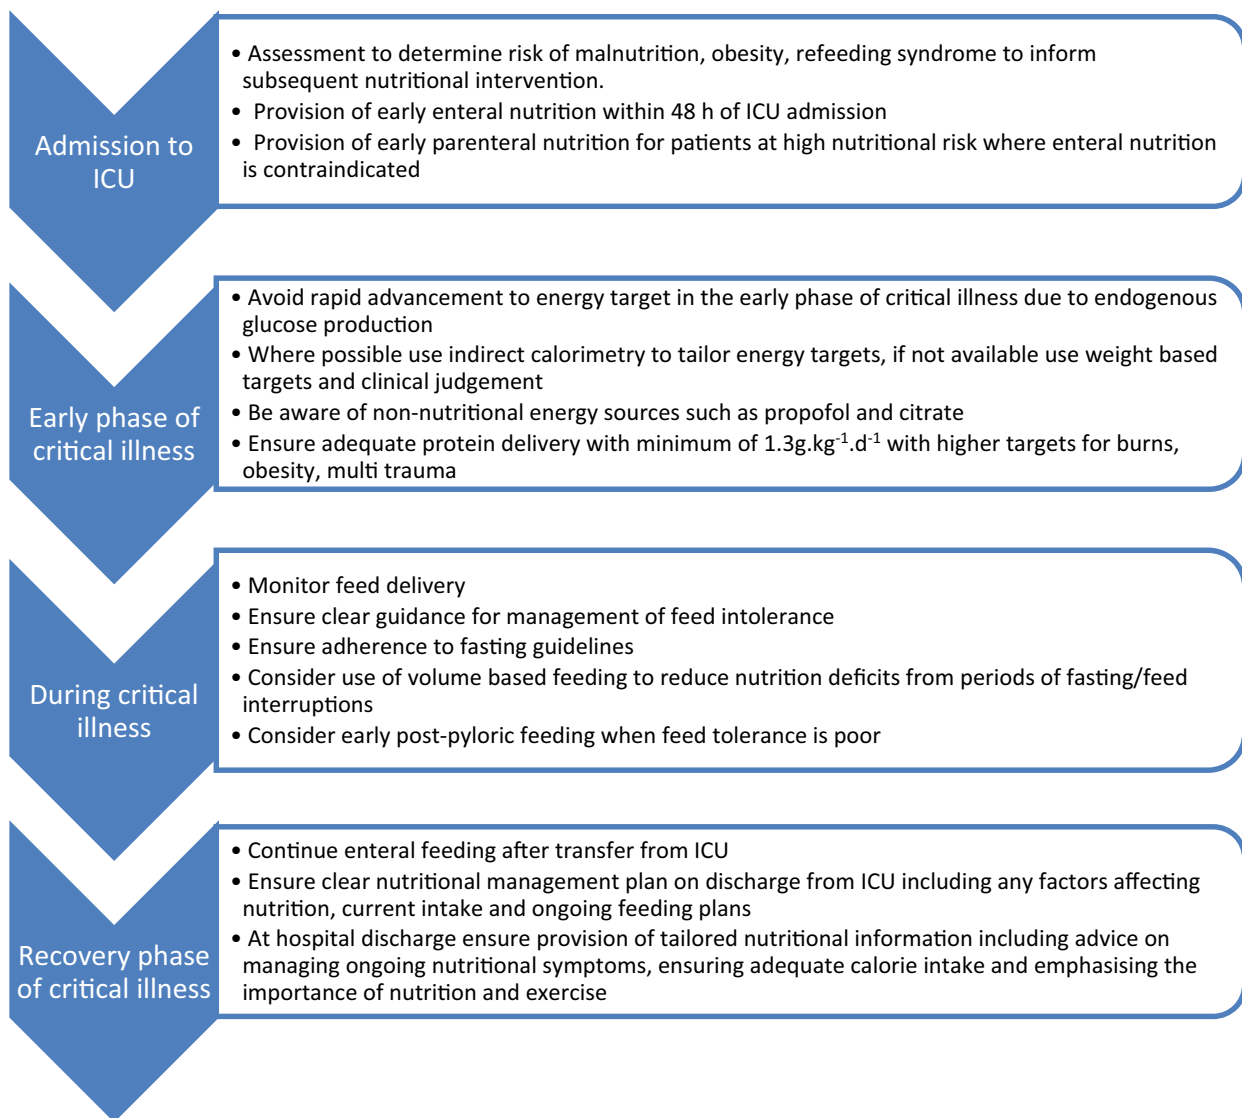 Admission to
ICU
• Assessment to determine risk of malnutrition, obesity, refeeding syndrome to inform
subsequent nutritional intervention.
• Provision of early enteral nutrition within 48 h of ICU admission
• Provision of early parenteral nutrition for patients at high nutritional risk where enteral nutrition
is contraindicated
Early phase of
critical illness
• Avoid rapid advancement to energy target in the early phase of critical illness due to endogenous
glucose production
• Where possible use indirect calorimetry to tailor energy targets, if not available use weight based
targets and clinical judgement
• Be aware of non-nutritional energy sources such as propofol and citrate
• Ensure adequate protein delivery with minimum of 1.3g.kg⁻¹.d⁻¹ with higher targets for burns,
obesity, multi trauma
During critical
illness
• Monitor feed delivery
• Ensure clear guidance for management of feed intolerance
• Ensure adherence to fasting guidelines
• Consider use of volume based feeding to reduce nutrition deficits from periods of fasting/feed
interruptions
• Consider early post-pyloric feeding when feed tolerance is poor
Recovery phase
of critical illness
• Continue enteral feeding after transfer from ICU
• Ensure clear nutritional management plan on discharge from ICU including any factors affecting
nutrition, current intake and ongoing feeding plans
• At hospital discharge ensure provision of tailored nutritional information including advice on
managing ongoing nutritional symptoms, ensuring adequate calorie intake and emphasising the
importance of nutrition and exercise